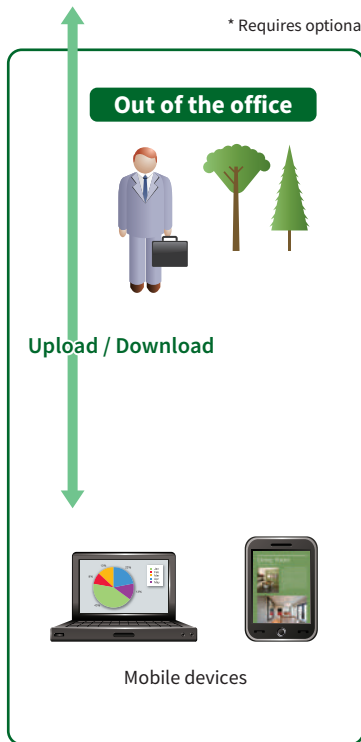 * Requires optiona
Out of the office
Upload / Download
Mobile devices